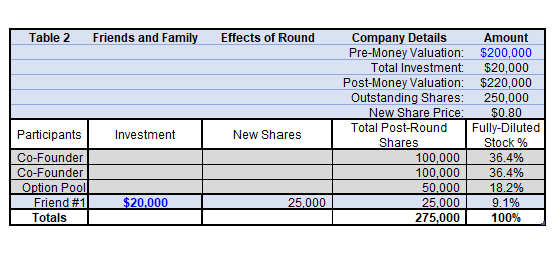 Table 2 Friends and Family Effects of Round Company Details Amount
Pre-Money Valuation: $200,000
Total Investment: $20,000
Post-Money Valuation: $220,000
Outstanding Shares: 250,000
New Share Price: $0.80
Participants Investment New Shares Total Post-Round Shares Fully-Diluted Stock %
Co-Founder 100,000 36.4%
Co-Founder 100,000 36.4%
Option Pool 50,000 18.2%
Friend #1 $20,000 25,000 25,000 9.1%
Totals 275,000 100%